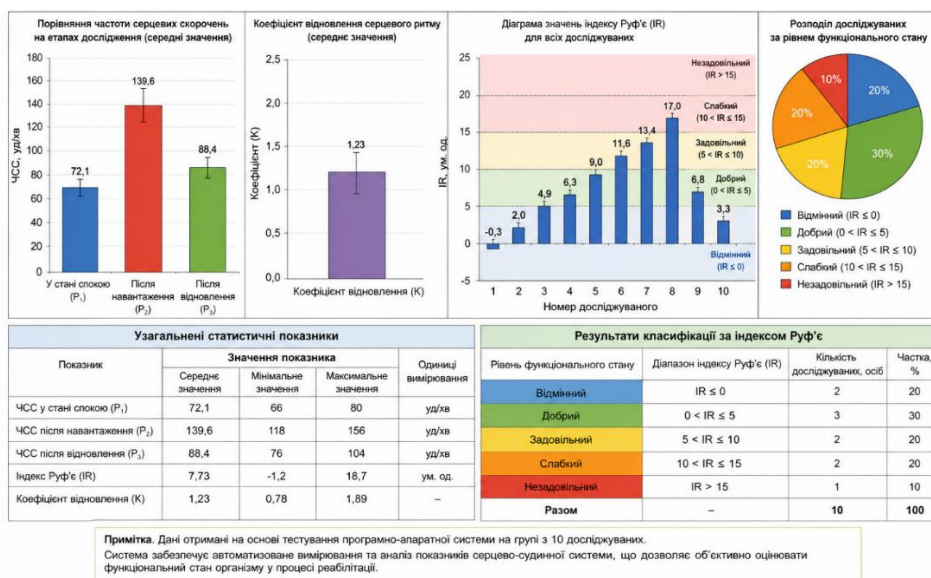 Порівняння частоти серцевих скорочень
на етапах дослідження (середні значення)
ЧСС, уд/хв
180
160
140
120
100
80
60
40
20
0
72,1
139,6
88,4
У стані спокою
(P₁)
Після
навантаження
(P₂)
Після
відновлення
(P₃)
Коефіцієнт відновлення серцевого ритму
(середнє значення)
Коефіцієнт (K)
2,5
2,0
1,6
1,0
0,6
0,0
1,23
Коефіцієнт відновлення (K)
Діаграма значень індексу Руф'є (IR)
для всіх досліджуваних
IR, ум. од.
25
20
15
10
5
0
-5
-0,3
2,0
4,9
6,3
9,0
11,6
13,4
17,0
6,8
3,3
Незадовільний
(IR > 15)
Слабкий
(10 < IR ≤ 15)
Задовільний
(5 < IR ≤ 10)
Добрий
(0 < IR ≤ 5)
Відмінний
(IR ≤ 0)
1 2 3 4 5 6 7 8 9 10
Номер досліджуваного
Розподіл досліджуваних
за рівнем функціонального стану
10%
20%
20%
30%
20%
Відмінний (IR ≤ 0)
Добрий (0 < IR ≤ 5)
Задовільний (5 < IR ≤ 10)
Слабкий (10 < IR ≤ 15)
Незадовільний (IR > 15)
Узагальнені статистичні показники
Показник Значення показника Одиниці вимірювання
Середнє значення Мінімальне значення Максимальне значення
ЧСС у стані спокою (P₁) 72,1 66 80 уд/хв
ЧСС після навантаження (P₂) 139,6 118 156 уд/хв
ЧСС після відновлення (P₃) 88,4 76 104 уд/хв
Індекс Руф'є (IR) 7,73 -1,2 18,7 ум. од.
Коефіцієнт відновлення (K) 1,23 0,78 1,89 –
Результати класифікації за індексом Руф'є
Рівень функціонального стану Діапазон індексу Руф'є (IR) Кількість досліджуваних, осіб Частка, %
Відмінний IR ≤ 0 2 20
Добрий 0 < IR ≤ 5 3 30
Задовільний 5 < IR ≤ 10 2 20
Слабкий 10 < IR ≤ 15 2 20
Незадовільний IR > 15 1 10
Разом – 10 100
Примітка. Дані отримані на основі тестування програмно-апаратної системи на групі з 10 досліджуваних.
Система забезпечує автоматизоване вимірювання та аналіз показників серцево-судинної системи, що дозволяє об'єктивно оцінювати
функціональний стан організму у процесі реабілітації.